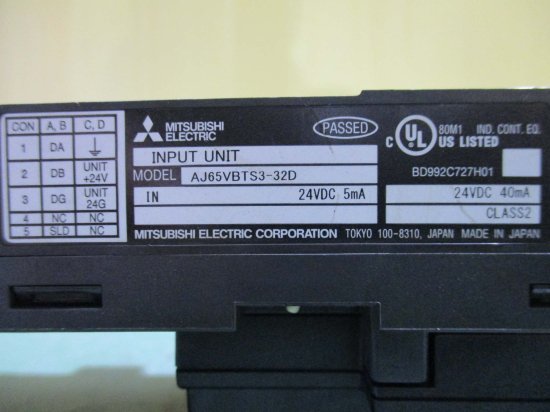 CON A, B C, D
1 DA
2 DB UNIT +24V
3 DG UNIT 24G
4 NC NC
5 SLD NC
MITSUBISHI ELECTRIC
PASSED
C UL US LISTED
80M1 IND. CONT. EQ.
INPUT UNIT
BD992C727H01
MODEL AJ65VBTS3-32D
IN 24VDC 5mA
24VDC 40mA
CLASS2
MITSUBISHI ELECTRIC CORPORATION TOKYO 100-8310, JAPAN MADE IN JAPAN